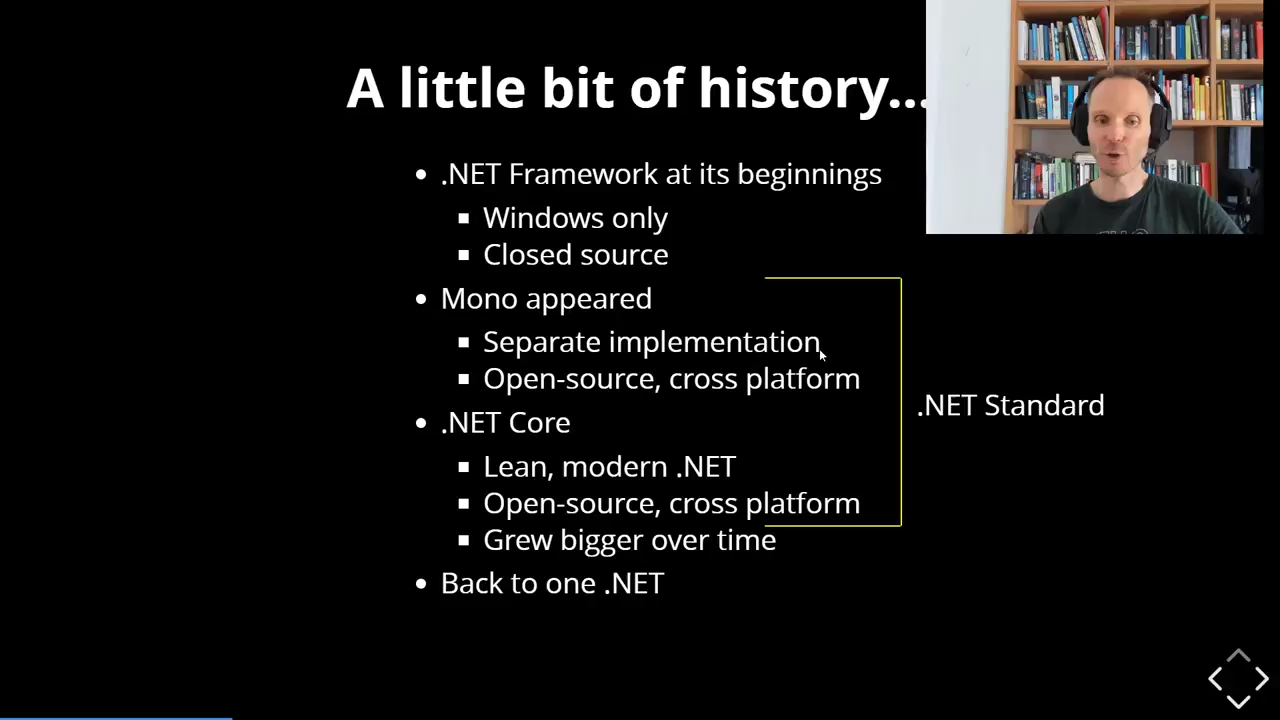 A little bit of history...
.NET Framework at its beginnings
Windows only
Closed source
Mono appeared
Separate implementation
Open-source, cross platform
.NET Standard
.NET Core
Lean, modern .NET
Open-source, cross platform
Grew bigger over time
Back to one .NET